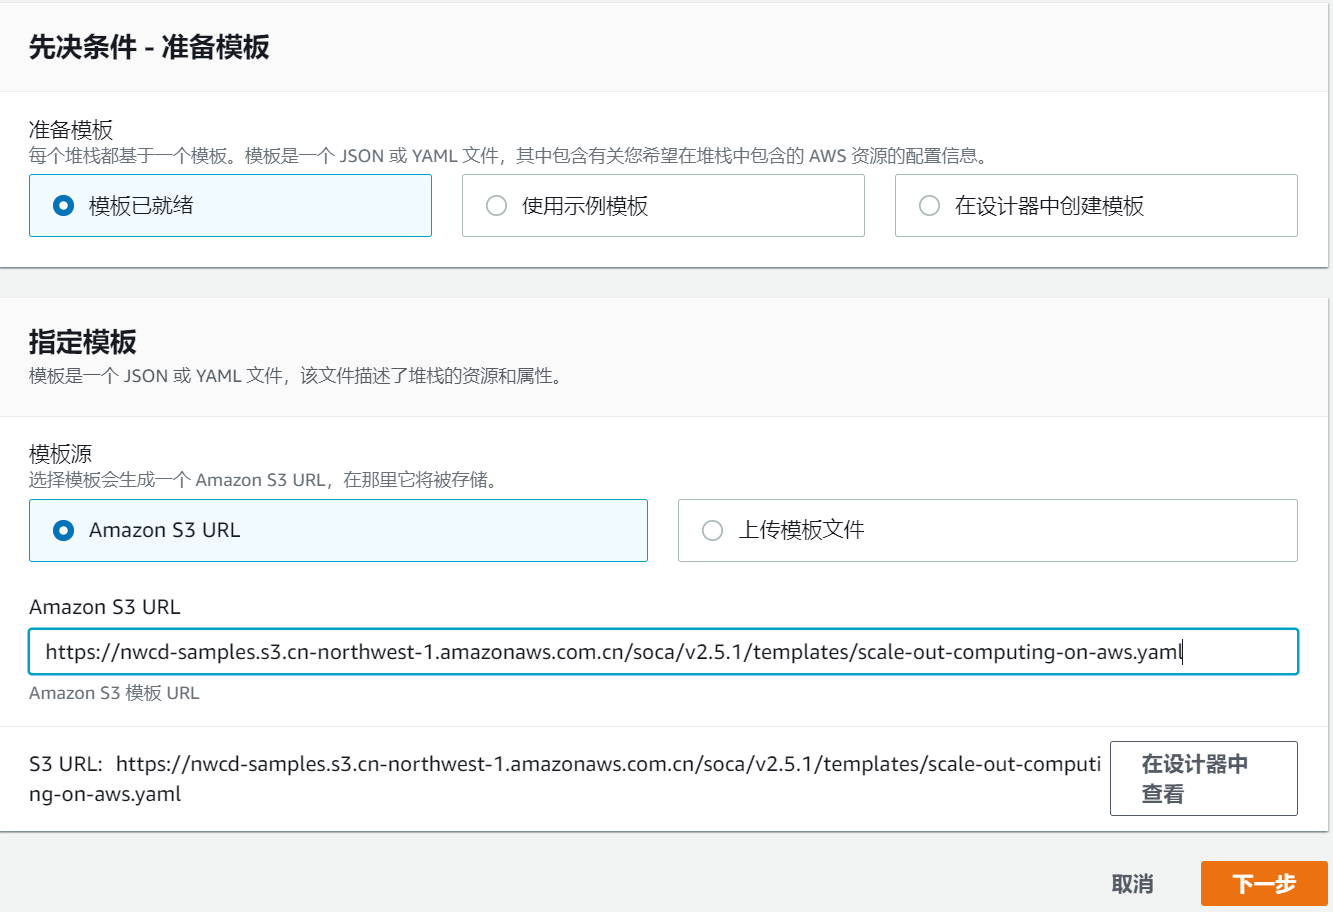 先决条件 - 准备模板
准备模板
每个堆栈都基于一个模板。模板是一个 JSON 或 YAML 文件，其中包含有关您希望在堆栈中包含的 AWS 资源的配置信息。
模板已就绪
使用示例模板
在设计器中创建模板
指定模板
模板是一个 JSON 或 YAML 文件，该文件描述了堆栈的资源和属性。
模板源
选择模板会生成一个 Amazon S3 URL，在那里它将被存储。
Amazon S3 URL
上传模板文件
Amazon S3 URL
https://nwcd-samples.s3.cn-northwest-1.amazonaws.com.cn/soca/v2.5.1/templates/scale-out-computing-on-aws.yaml
Amazon S3 模板 URL
S3 URL: https://nwcd-samples.s3.cn-northwest-1.amazonaws.com.cn/soca/v2.5.1/templates/scale-out-computi
ng-on-aws.yaml
在设计器中
查看
取消
下一步